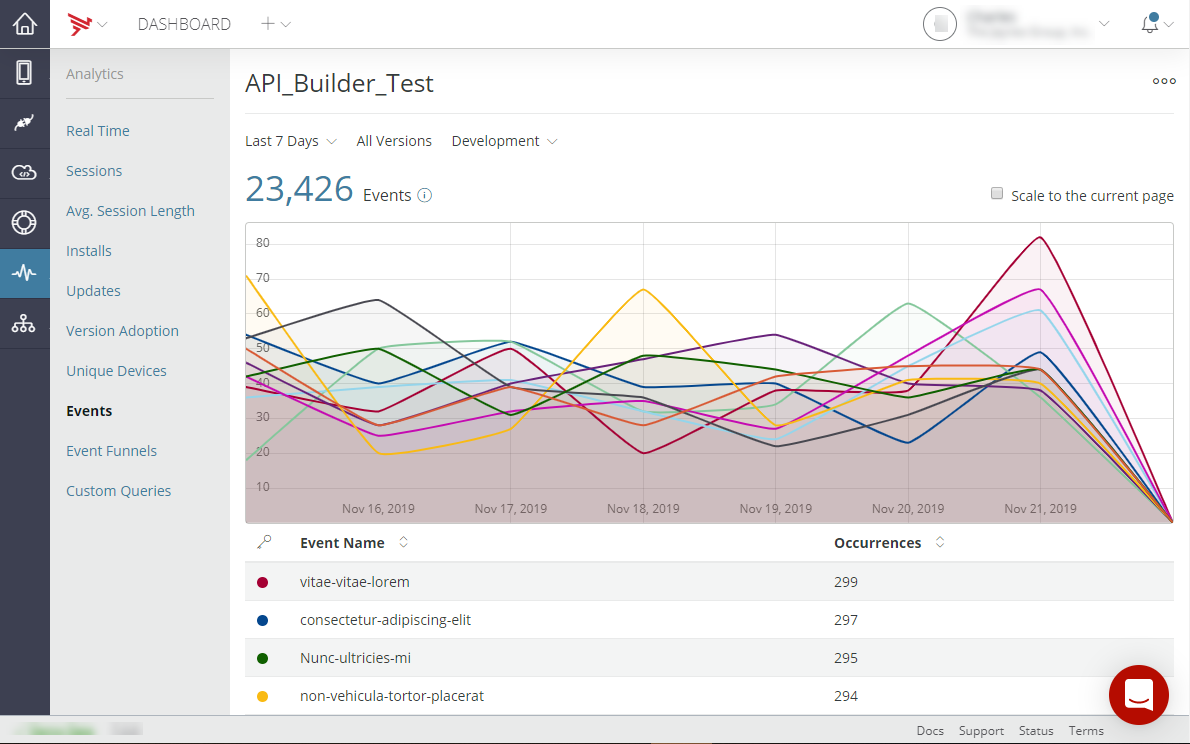 DASHBOARD
Analytics
Real Time
Sessions
Avg. Session Length
Installs
Updates
Version Adoption
Unique Devices
Events
Event Funnels
Custom Queries
API_Builder_Test
Last 7 Days All Versions Development
23,426 Events
Scale to the current page
80
70
60
50
40
30
20
10
Nov 16, 2019 Nov 17, 2019 Nov 18, 2019 Nov 19, 2019 Nov 20, 2019 Nov 21, 2019
Event Name Occurrences
vitae-vitae-lorem 299
consectetur-adipiscing-elit 297
Nunc-ultricies-mi 295
non-vehicula-tortor-placerat 294
Docs Support Status Terms